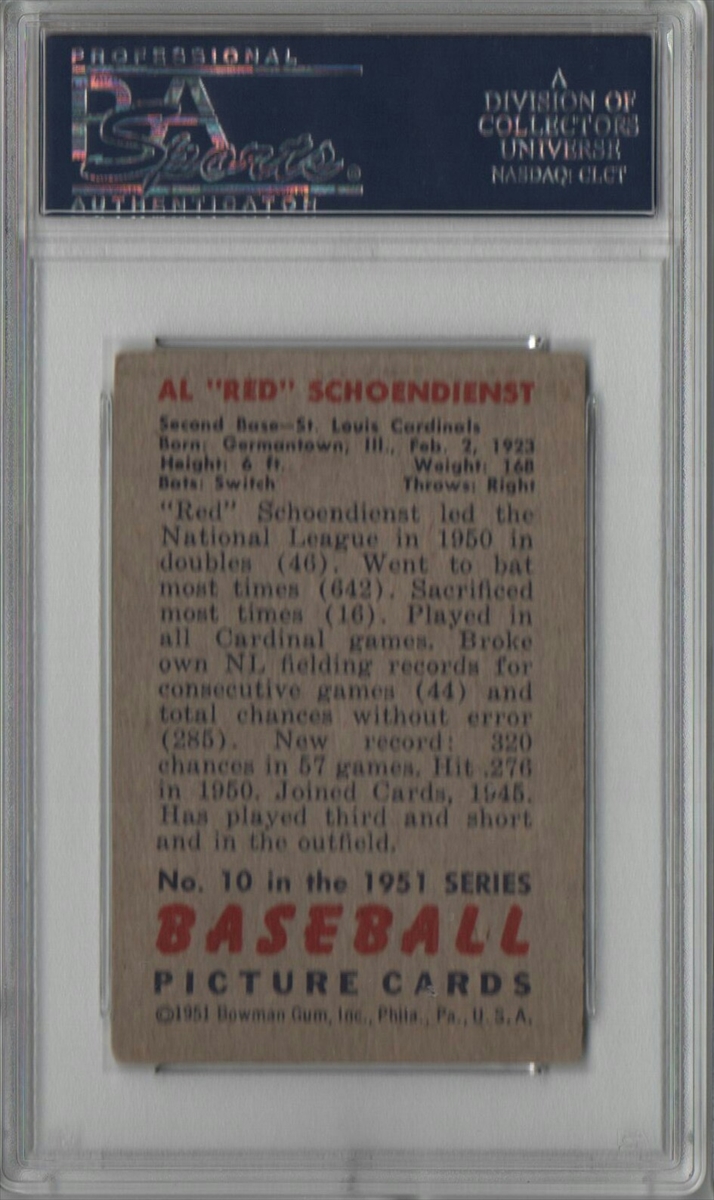 PROFESSIONAL
PSA
Sports®
AUTHENTICATOR
A
DIVISION OF
COLLECTORS
UNIVERSE
NASDAQ: CLCT
AL "RED" SCHOENDIENST
Second Base—St. Louis Cardinals
Born: Germantown, Ill., Feb. 2, 1923
Height: 6 ft. Weight: 168
Bats: Switch Throws: Right
"Red" Schoendienst led the
National League in 1950 in
doubles (46). Went to bat
most times (642). Sacrificed
most times (16). Played in
all Cardinal games. Broke
own NL fielding records for
consecutive games (44) and
total chances without error
(285). New record: 320
chances in 57 games. Hit .276
in 1950. Joined Cards, 1945.
Has played third and short
and in the outfield.
No. 10 in the 1951 SERIES
BASEBALL
PICTURE CARDS
©1951 Bowman Gum, Inc., Phila., Pa., U.S.A.